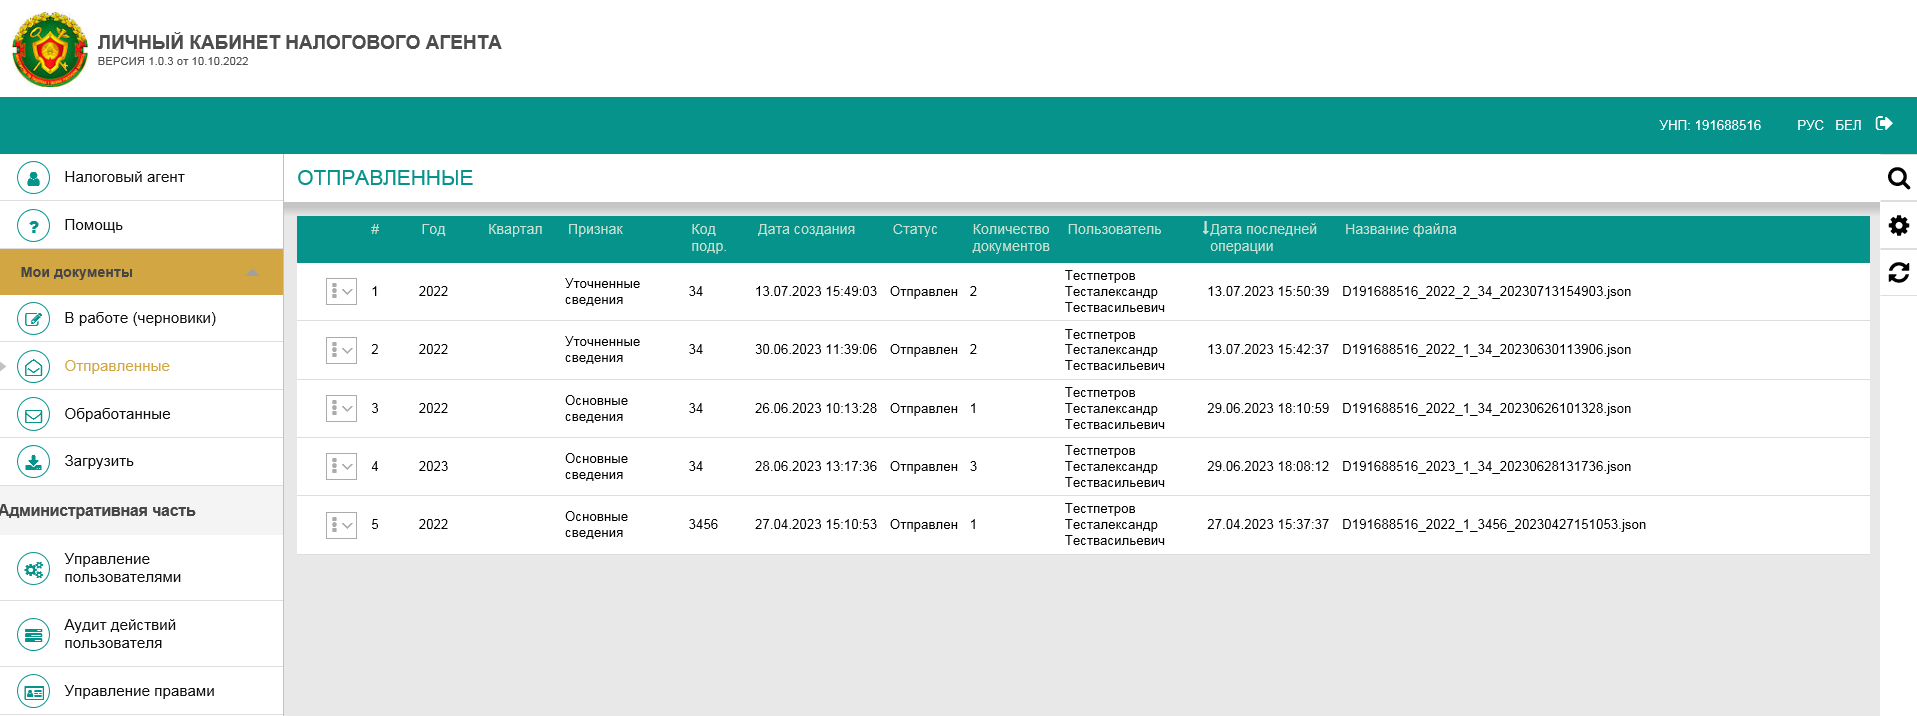 ЛИЧНЫЙ КАБИНЕТ НАЛОГОВОГО АГЕНТА
ВЕРСИЯ 1.0.3 от 10.10.2022
УНП: 191688516 РУС БЕЛ
Налоговый агент
Помощь
Мои документы
В работе (черновики)
Отправленные
Обработанные
Загрузить
Административная часть
Управление
пользователями
Аудит действий
пользователя
Управление правами
ОТПРАВЛЕННЫЕ
# Год Квартал Признак Код подр. Дата создания Статус Количество документов Пользователь Дата последней операции Название файла
1 2022 Уточненные сведения 34 13.07.2023 15:49:03 Отправлен 2 Тестпетров Тесталександр Тествасильевич 13.07.2023 15:50:39 D191688516_2022_2_34_20230713154903.json
2 2022 Уточненные сведения 34 30.06.2023 11:39:06 Отправлен 2 Тестпетров Тесталександр Тествасильевич 13.07.2023 15:42:37 D191688516_2022_1_34_20230630113906.json
3 2022 Основные сведения 34 26.06.2023 10:13:28 Отправлен 1 Тестпетров Тесталександр Тествасильевич 29.06.2023 18:10:59 D191688516_2022_1_34_20230626101328.json
4 2023 Основные сведения 34 28.06.2023 13:17:36 Отправлен 3 Тестпетров Тесталександр Тествасильевич 29.06.2023 18:08:12 D191688516_2023_1_34_20230628131736.json
5 2022 Основные сведения 3456 27.04.2023 15:10:53 Отправлен 1 Тестпетров Тесталександр Тествасильевич 27.04.2023 15:37:37 D191688516_2022_1_3456_20230427151053.json